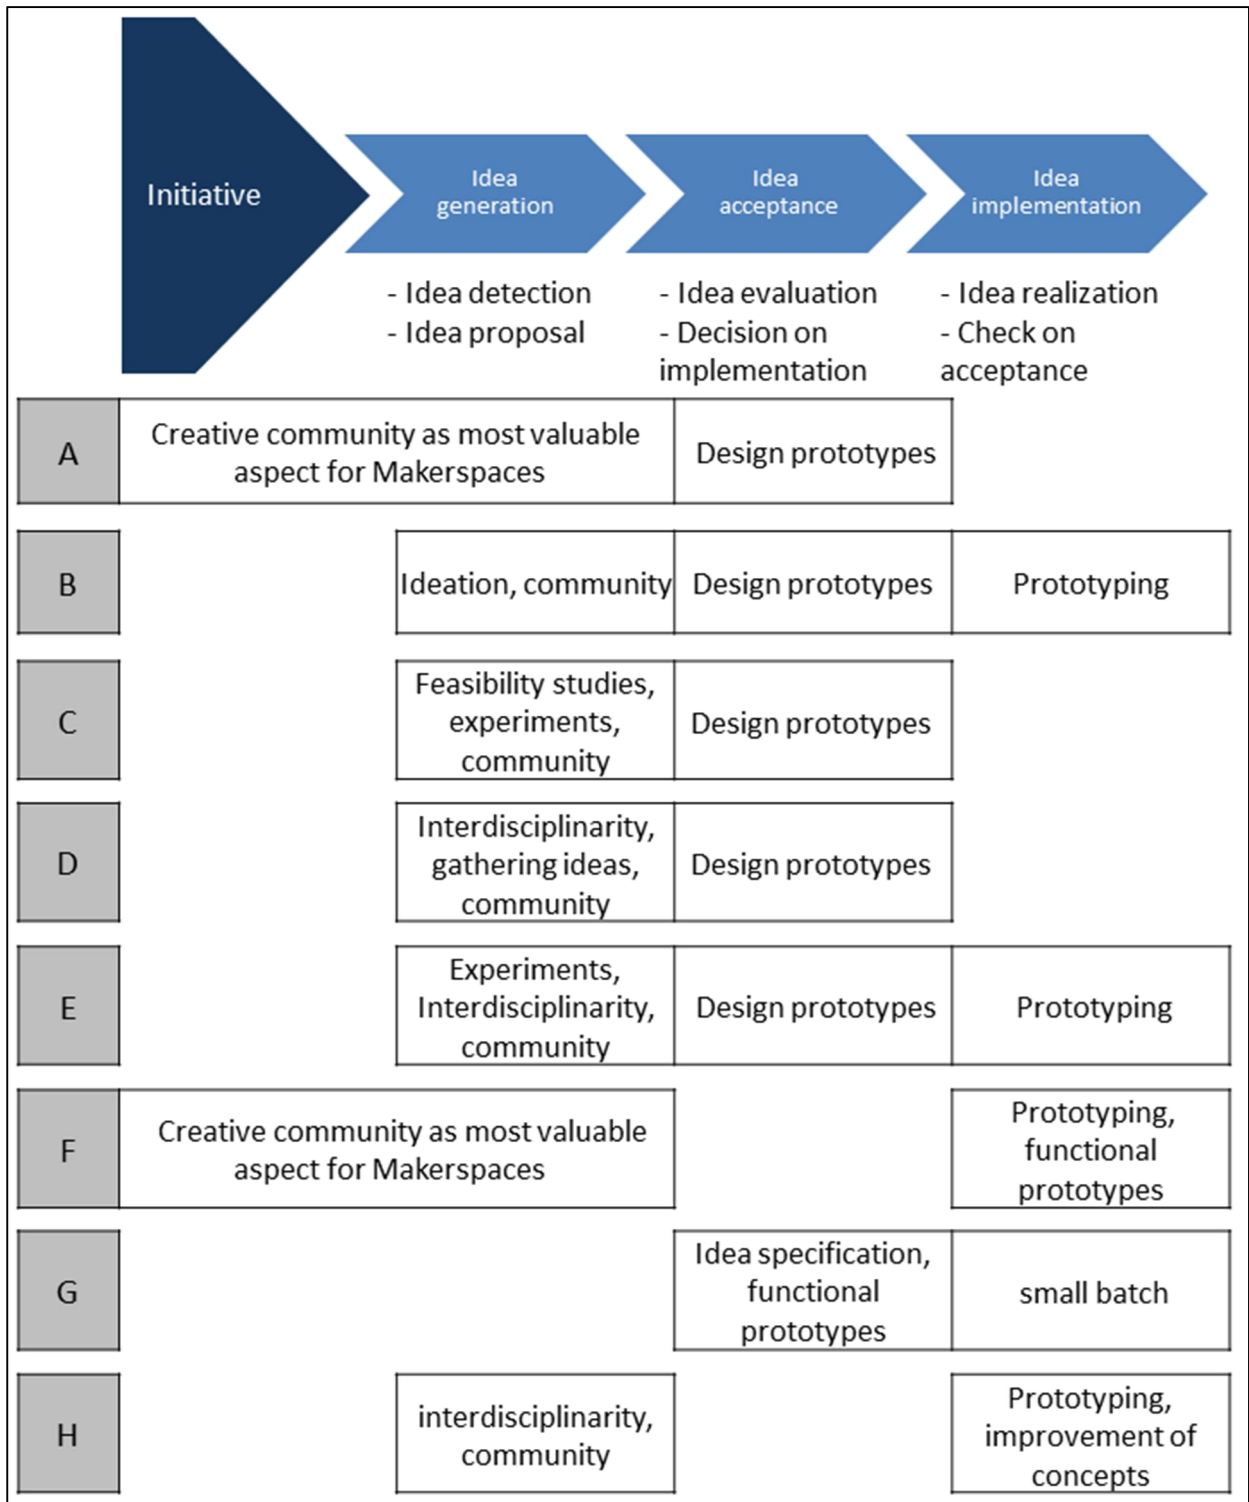 Initiative
Idea
generation
Idea
acceptance
Idea
implementation
- Idea detection
- Idea proposal
- Idea evaluation
- Decision on
implementation
- Idea realization
- Check on
acceptance
A
Creative community as most valuable
aspect for Makerspaces
Design prototypes
B
Ideation, community
Design prototypes
Prototyping
C
Feasibility studies,
experiments,
community
Design prototypes
D
Interdisciplinarity,
gathering ideas,
community
Design prototypes
E
Experiments,
Interdisciplinarity,
community
Design prototypes
Prototyping
F
Creative community as most valuable
aspect for Makerspaces
Prototyping,
functional
prototypes
G
Idea specification,
functional
prototypes
small batch
H
interdisciplinarity,
community
Prototyping,
improvement of
concepts